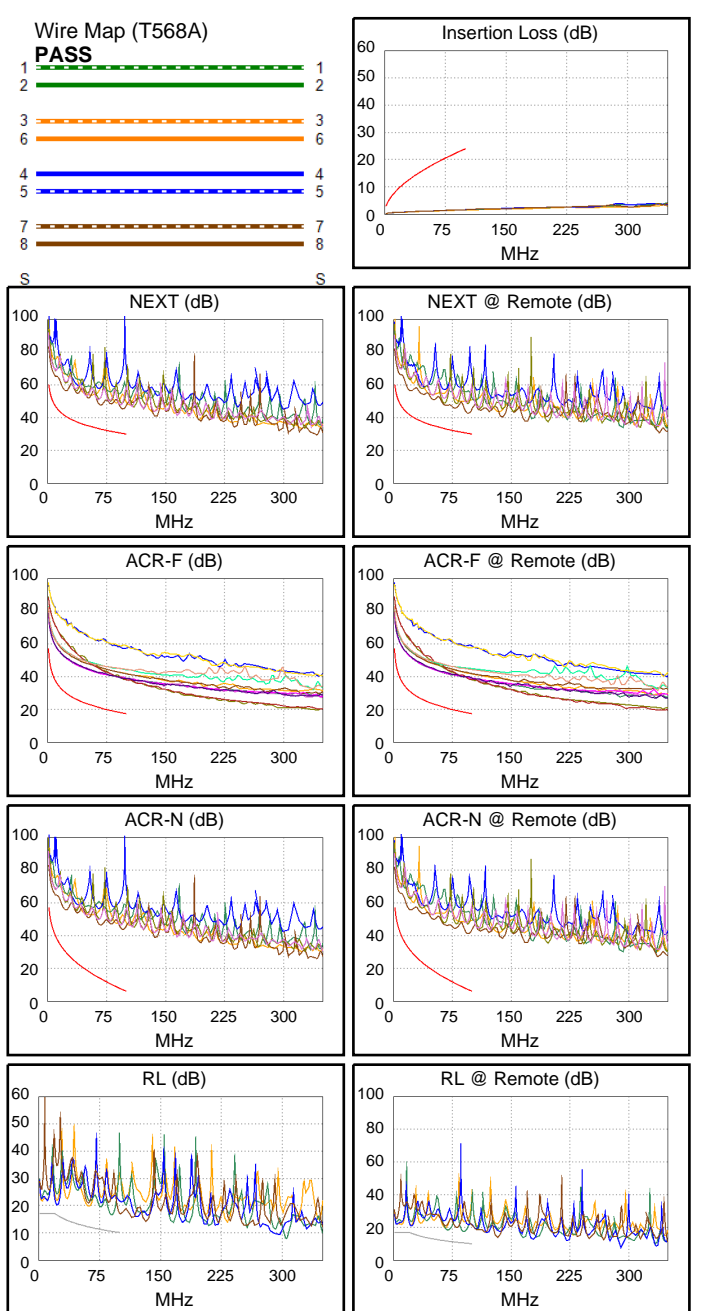 Wire Map (T568A)
PASS
1 1
2 2
3 3
6 6
4 4
5 5
7 7
8 8
S S
Insertion Loss (dB)
60
50
40
30
20
10
0
0 75 150 225 300
MHz
NEXT (dB)
100
80
60
40
20
0
0 75 150 225 300
MHz
NEXT @ Remote (dB)
100
80
60
40
20
0
0 75 150 225 300
MHz
ACR-F (dB)
100
80
60
40
20
0
0 75 150 225 300
MHz
ACR-F @ Remote (dB)
100
80
60
40
20
0
0 75 150 225 300
MHz
ACR-N (dB)
100
80
60
40
20
0
0 75 150 225 300
MHz
ACR-N @ Remote (dB)
100
80
60
40
20
0
0 75 150 225 300
MHz
RL (dB)
60
50
40
30
20
10
0
0 75 150 225 300
MHz
RL @ Remote (dB)
100
80
60
40
20
0
0 75 150 225 300
MHz